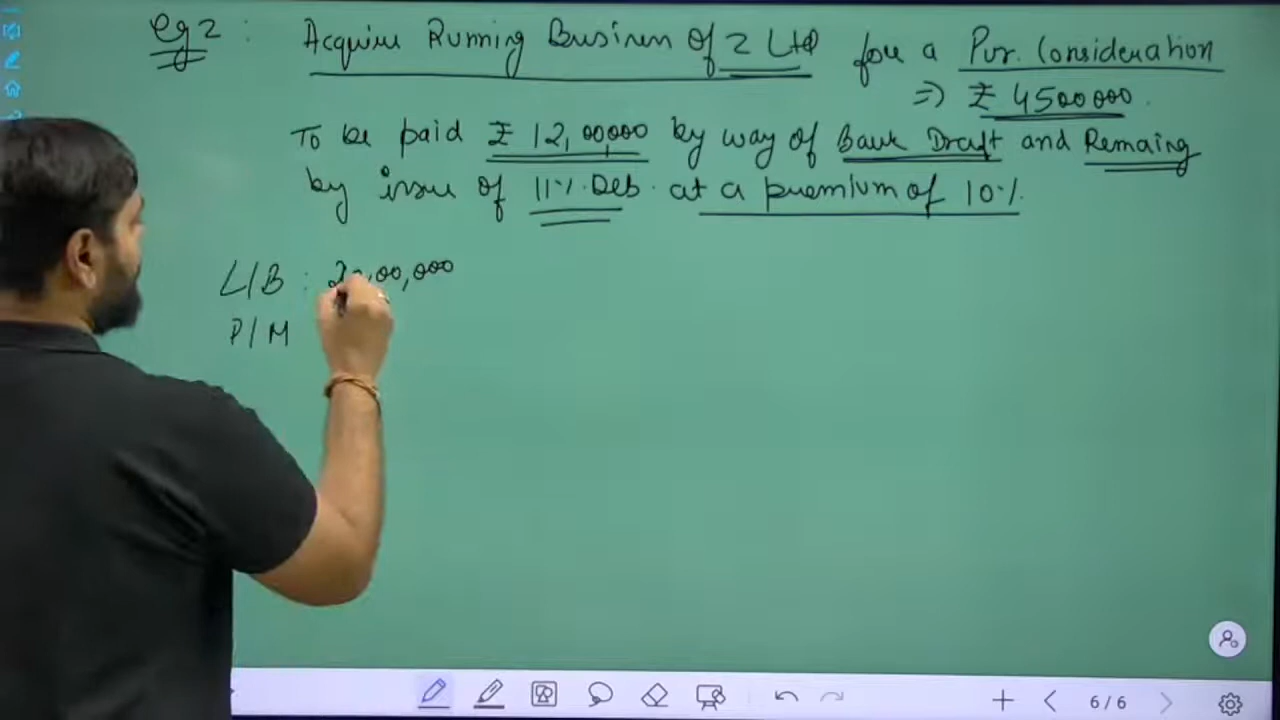 eg 2 : Acquire Running Business of Z Ltd for a Pur. Consideration
=> ₹ 4500000.
To be paid ₹ 12,00,000 by way of Bank Draft and Remaing
by issue of 11% Deb. at a premium of 10%.
L/B :
P/M
6/6